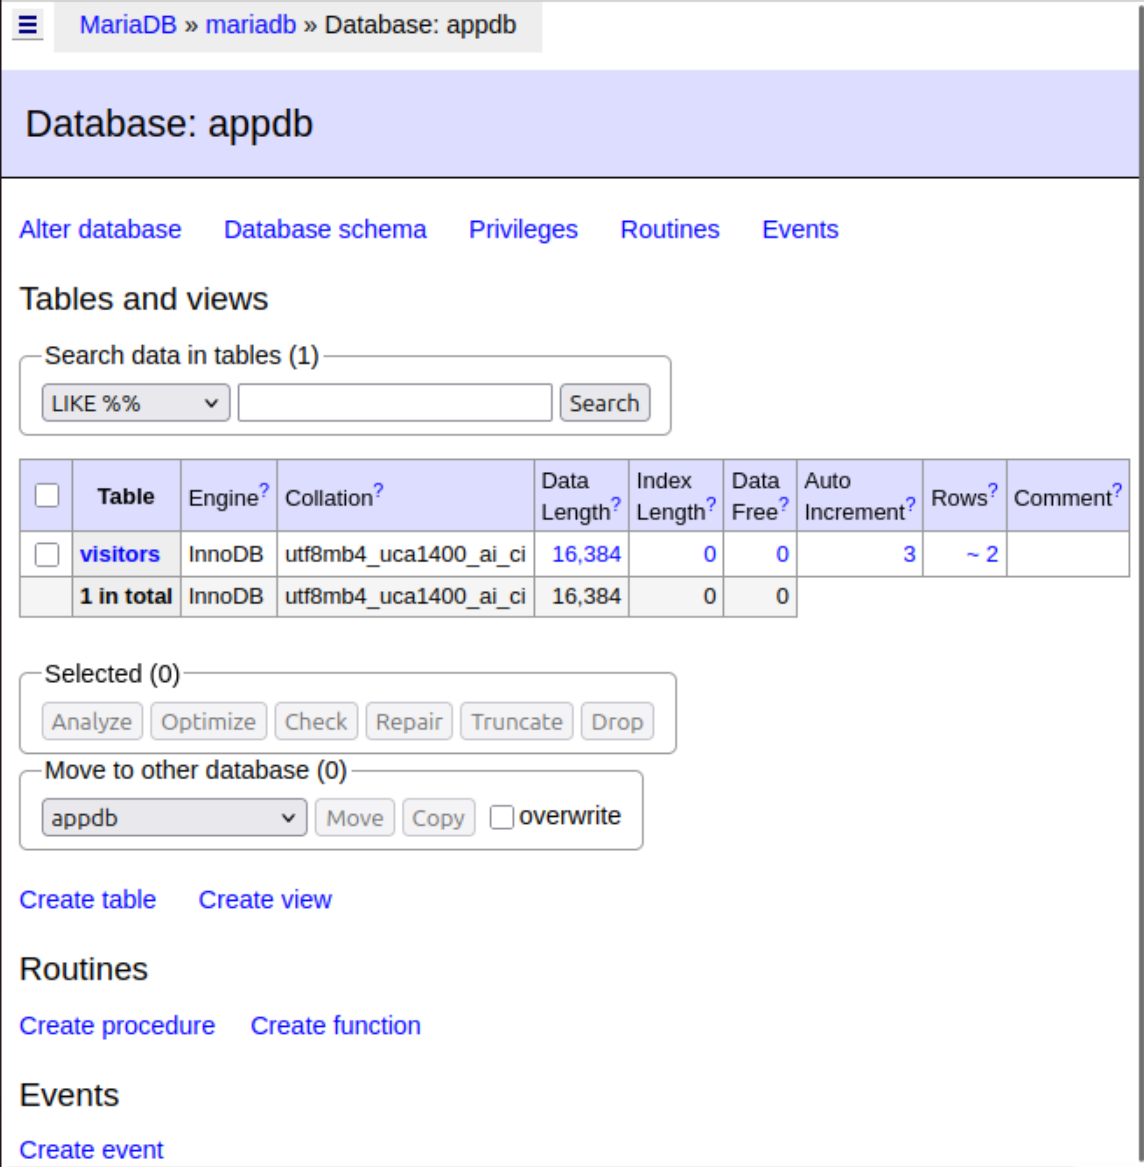 MariaDB » mariadb » Database: appdb
Database: appdb
Alter database Database schema Privileges Routines Events
Tables and views
Search data in tables (1)
LIKE %% Search
Table Engine? Collation? Data Length? Index Length? Data Free? Auto Increment? Rows? Comment?
visitors InnoDB utf8mb4_uca1400_ai_ci 16,384 0 0 3 ~ 2
1 in total InnoDB utf8mb4_uca1400_ai_ci 16,384 0 0
Selected (0)
Analyze Optimize Check Repair Truncate Drop
Move to other database (0)
appdb Move Copy overwrite
Create table Create view
Routines
Create procedure Create function
Events
Create event